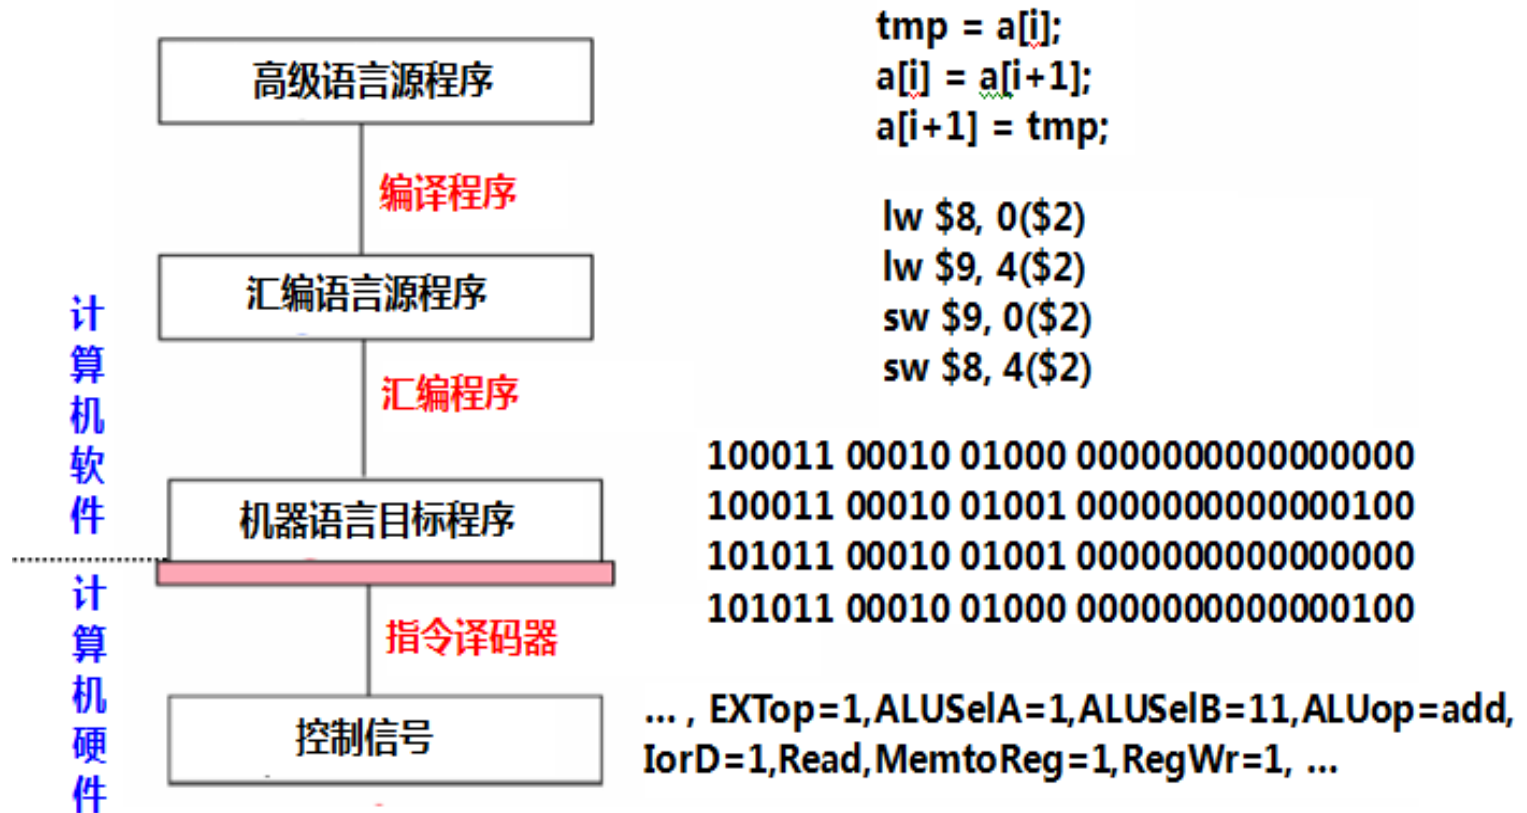 高级语言源程序
tmp = a[i];
a[i] = a[i+1];
a[i+1] = tmp;
编译程序
汇编语言源程序
lw $8, 0($2)
lw $9, 4($2)
sw $9, 0($2)
sw $8, 4($2)
汇编程序
计算机软件
机器语言目标程序
100011 00010 01000 0000000000000000
100011 00010 01001 0000000000000100
101011 00010 01001 0000000000000000
101011 00010 01000 0000000000000100
计算机硬件
指令译码器
控制信号
... , EXTop=1,ALUSelA=1,ALUSelB=11,ALUop=add,
IorD=1,Read,MemtoReg=1,RegWr=1, ...